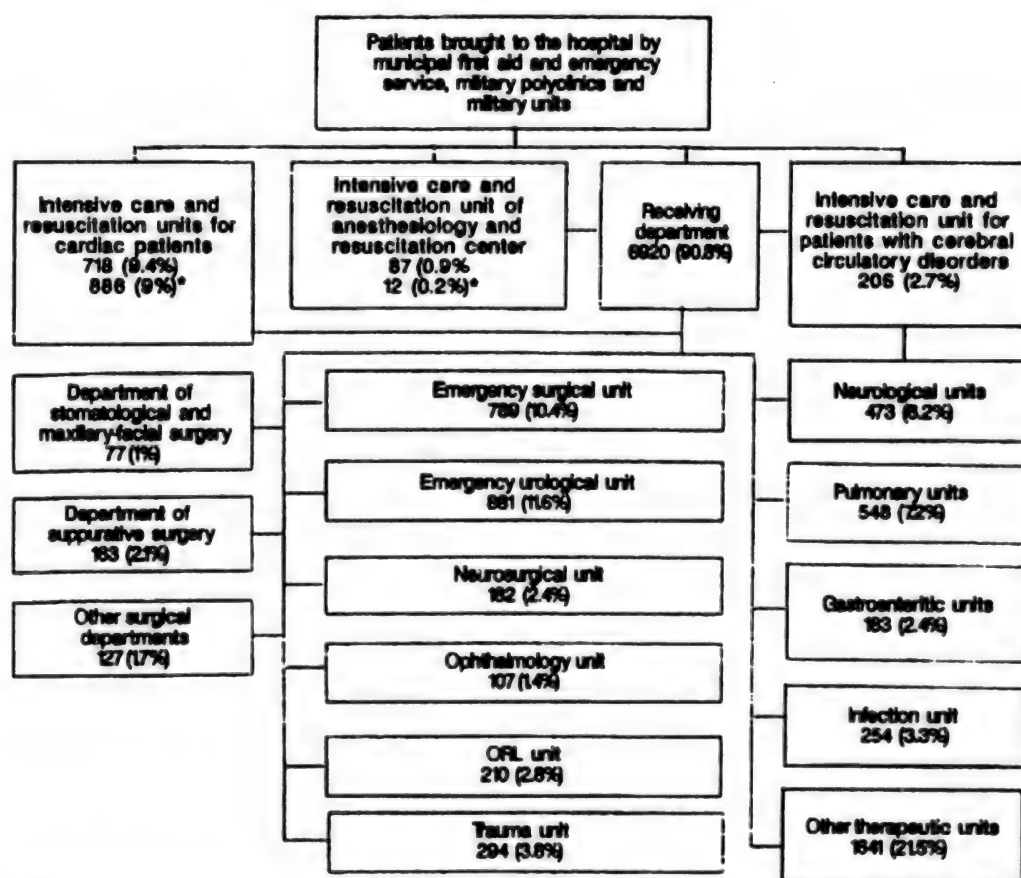 Patients brought to the hospital by
municipal first aid and emergency
service, military polyclinics and
military units
Intensive care and
resuscitation units for
cardiac patients
718 (9.4%)
886 (9%)*
Intensive care and
resuscitation unit of
anesthesiology and
resuscitation center
87 (0.9%
12 (0.2%)*
Receiving
department
6920 (90.8%)
Intensive care and
resuscitation unit for
patients with cerebral
circulatory disorders
206 (2.7%)
Department of
stomatological and
maxillary-facial surgery
77 (1%)
Department of
suppurative surgery
163 (2.1%)
Other surgical
departments
127 (1.7%)
Emergency surgical unit
789 (10.4%)
Emergency urological unit
881 (11.6%)
Neurosurgical unit
182 (2.4%)
Ophthalmology unit
107 (1.4%)
ORL unit
210 (2.8%)
Trauma unit
294 (3.8%)
Neurological units
473 (6.2%)
Pulmonary units
548 (7.2%)
Gastroenteritic units
183 (2.4%)
Infection unit
254 (3.3%)
Other therapeutic units
1641 (21.5%)